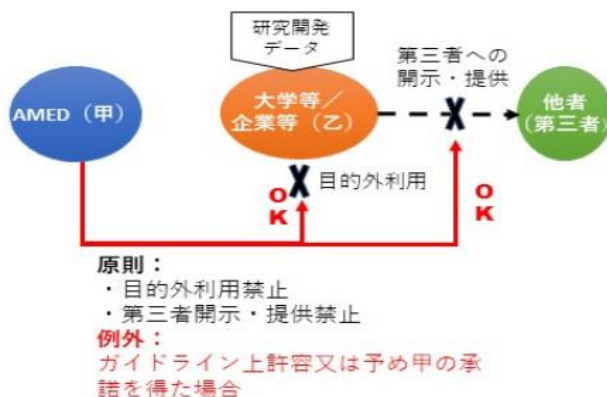 研究開発
データ
第三者への
開示・提供
AMED(甲)
大学等/
企業等(乙)
他者
(第三者)
X
X
目的外利用
OK
OK
原則:
・目的外利用禁止
・第三者開示・提供禁止
例外:
ガイドライン上許容又は予め甲の承
諾を得た場合